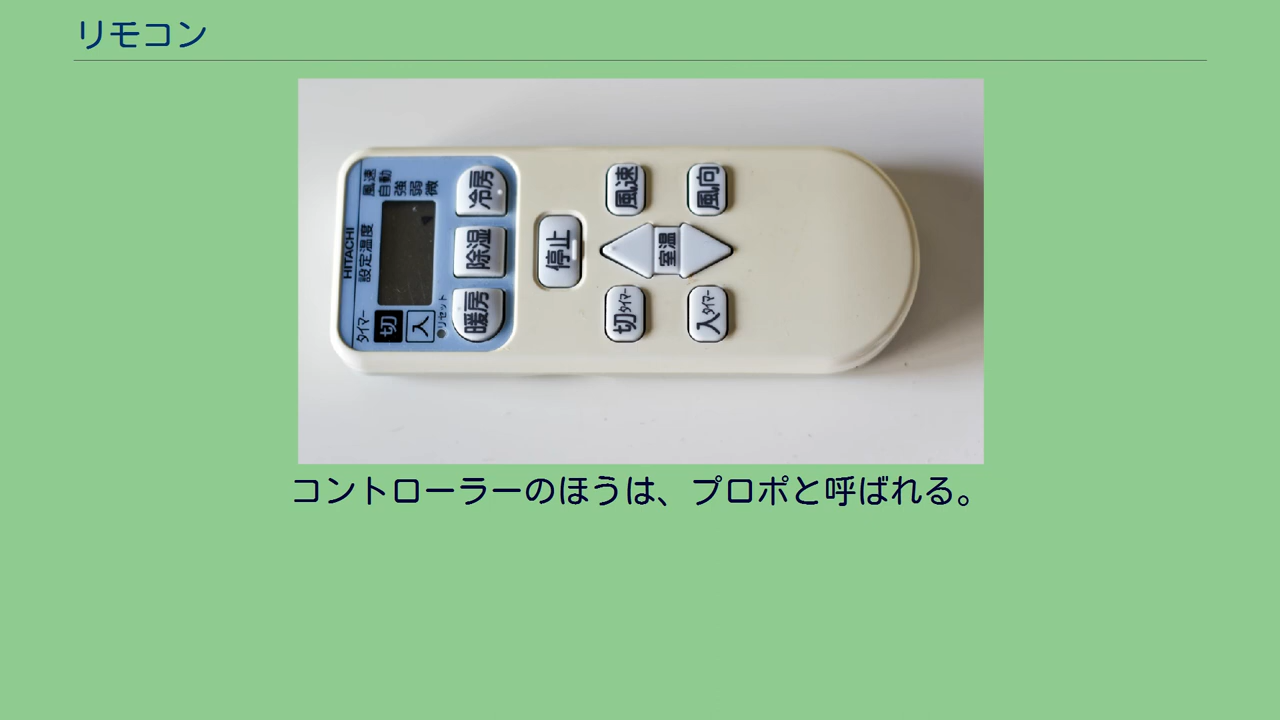 リモコン
HITACHI
設定温度
風速
自動
強
弱
微
タイマー
切
入
リセット
冷房
除湿
暖房
停止
風速
風向
室温
切タイマー
入タイマー
コントローラーのほうは、プロポと呼ばれる。